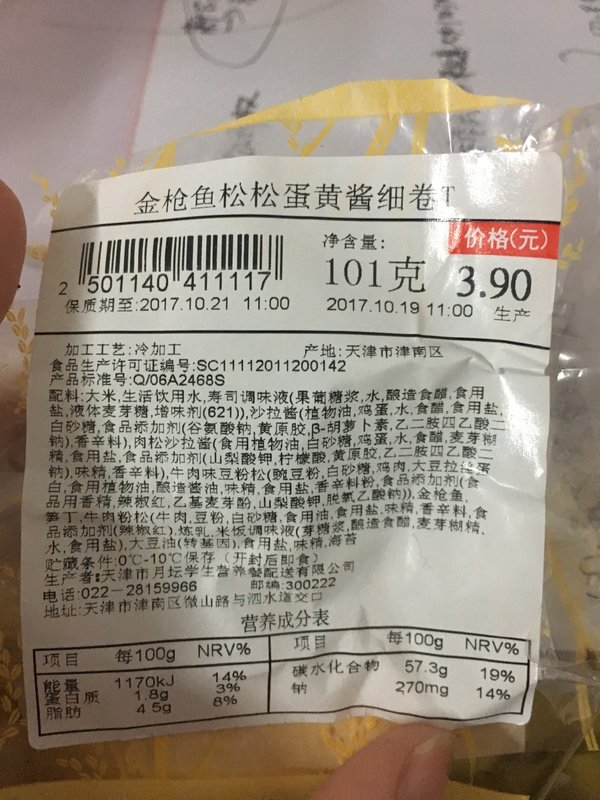 金枪鱼松松蛋黄酱细卷T
净含量:
价格(元)
101克
3.90
2 501140 411117
保质期至:2017.10.21 11:00
2017.10.19 11:00 生产
加工工艺:冷加工
产地:天津市津南区
食品生产许可证编号:SC11112011200142
产品标准号:Q/06A2468S
配料:大米,生活饮用水,寿司调味液(果葡糖浆,水,酿造食醋,食用
盐,液体麦芽糖,增味剂(621)),沙拉酱(植物油,鸡蛋,水,食醋,食用盐,
白砂糖,食品添加剂(谷氨酸钠,黄原胶,β-胡萝卜素,乙二胺四乙酸二
钠),香辛料),肉松沙拉酱(食用植物油,白砂糖,鸡蛋,水,食醋,麦芽糊
精,食用盐,食品添加剂(山梨酸钾,柠檬酸,黄原胶,乙二胺四乙酸二
钠),味精,香辛料),牛肉味豆粉松(豌豆粉,白砂糖,鸡肉,大豆拉丝蛋
白,食用植物油,酿造酱油,味精,食用盐,香辛料粉,食品添加剂(食
品用香精,辣椒红,乙基麦芽酚,山梨酸钾,脱氢乙酸钠)),金枪鱼,
笋丁,牛肉粉松(牛肉,豆粉,白砂糖,食用油,食用盐,味精,香辛料,食
品添加剂(辣椒红),炼乳,米饭调味液(芽糖浆,酿造食醋,麦芽糊精,
水,食用盐),大豆油(转基因),食用盐,味精,海苔
贮藏条件:0℃-10℃保存 (开封后即食)
生产者:天津市月坛学生营养餐配送有限公司
电话:022-28159966 邮编:300222
地址:天津市津南区微山路与泗水道交口
营养成分表
项目 每100g NRV%
能量 1170kJ 14%
蛋白质 1.8g 3%
脂肪 4.5g 8%
项目 每100g NRV%
碳水化合物 57.3g 19%
钠 270mg 14%